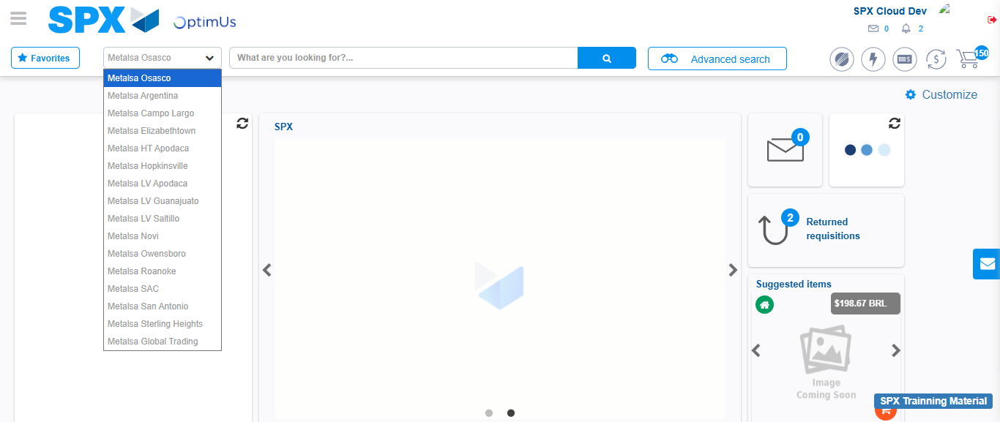 SPX OptimUs
SPX Cloud Dev
0 2
Favorites
Metalsa Osasco
What are you looking for?...
Advanced search
150
Metalsa Osasco
Metalsa Argentina
Metalsa Campo Largo
Metalsa Elizabethtown
Metalsa HT Apodaca
Metalsa Hopkinsville
Metalsa LV Apodaca
Metalsa LV Guanajuato
Metalsa LV Saltillo
Metalsa Novi
Metalsa Owensboro
Metalsa Roanoke
Metalsa SAC
Metalsa San Antonio
Metalsa Sterling Heights
Metalsa Global Trading
Customize
SPX
0
2
Returned
requisitions
Suggested items
$198.67 BRL
Image
Coming Soon
SPX Trainning Material